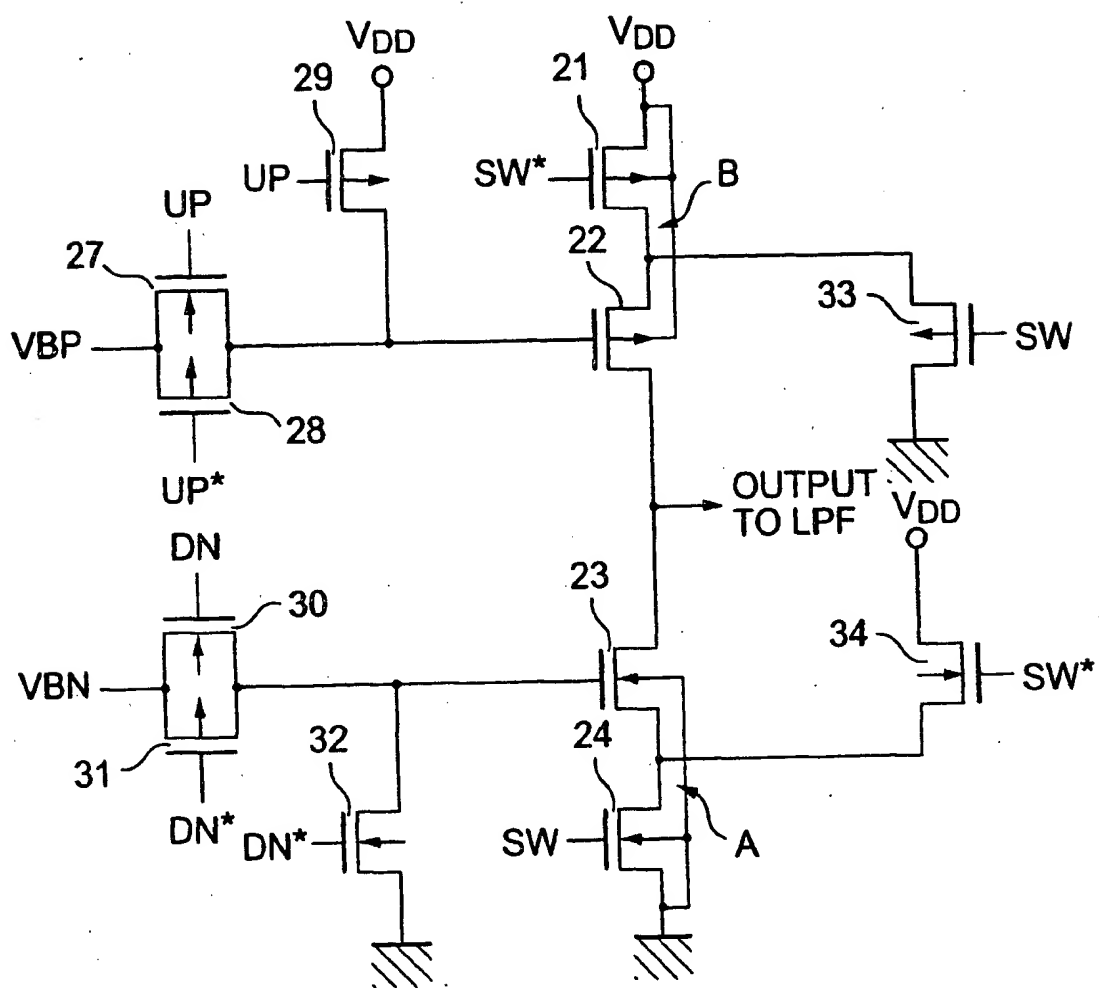 VDD
VDD
29
21
UP
SW*
B
UP
27
22
33
VBP
SW
28
UP*
OUTPUT
TO LPF
VDD
DN
23
30
34
VBN
SW*
24
32
31
DN*
DN*
SW
A